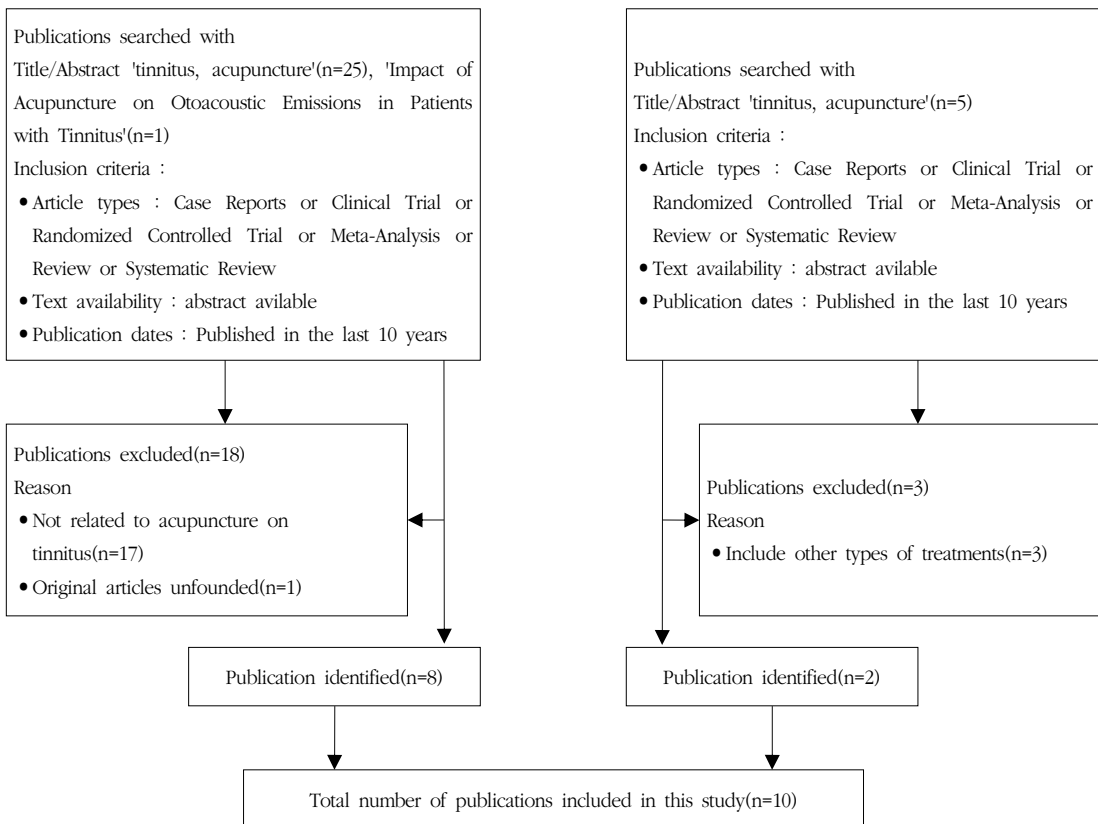 Publications searched with
Title/Abstract 'tinnitus, acupuncture'(n=25), 'Impact of
Acupuncture on Otoacoustic Emissions in Patients
with Tinnitus'(n=1)
Inclusion criteria :
• Article types : Case Reports or Clinical Trial or
Randomized Controlled Trial or Meta-Analysis or
Review or Systematic Review
• Text availability : abstract avilable
• Publication dates : Published in the last 10 years
Publications searched with
Title/Abstract 'tinnitus, acupuncture'(n=5)
Inclusion criteria :
• Article types : Case Reports or Clinical Trial or
Randomized Controlled Trial or Meta-Analysis or
Review or Systematic Review
• Text availability : abstract available
• Publication dates : Published in the last 10 years
Publications excluded(n=18)
Reason
• Not related to acupuncture on
tinnitus(n=17)
• Original articles unfounded(n=1)
Publications excluded(n=3)
Reason
• Include other types of treatments(n=3)
Publication identified(n=8)
Publication identified(n=2)
Total number of publications included in this study(n=10)